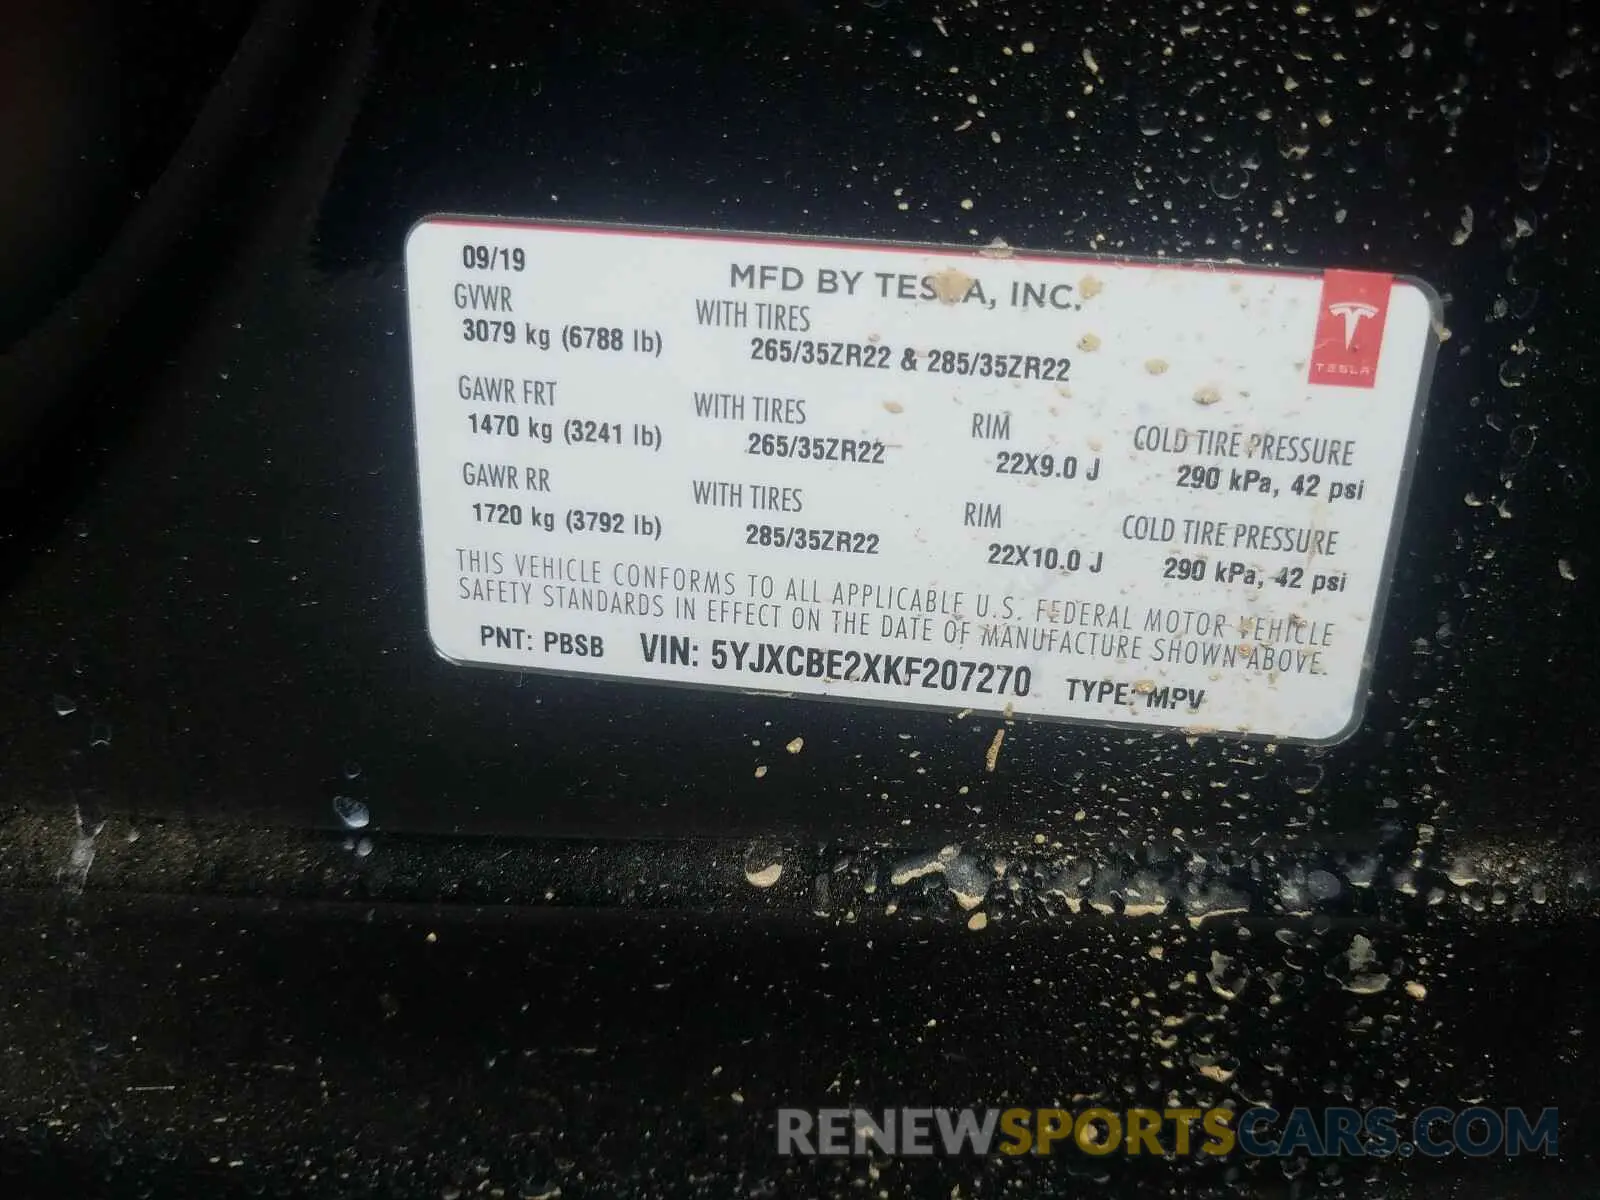 09/19 MFD BY TESLA, INC.
GVWR WITH TIRES
3079 kg (6788 lb) 265/35ZR22 & 285/35ZR22
TESLA
GAWR FRT WITH TIRES RIM COLD TIRE PRESSURE
1470 kg (3241 lb) 265/35ZR22 22X9.0 J 290 kPa, 42 psi
GAWR RR WITH TIRES RIM COLD TIRE PRESSURE
1720 kg (3792 lb) 285/35ZR22 22X10.0 J 290 kPa, 42 psi
THIS VEHICLE CONFORMS TO ALL APPLICABLE U.S. FEDERAL MOTOR VEHICLE
SAFETY STANDARDS IN EFFECT ON THE DATE OF MANUFACTURE SHOWN ABOVE.
PNT: PBSB VIN: 5YJXCBE2XKF207270 TYPE: MPV
RENEWSPORTSCARS.COM